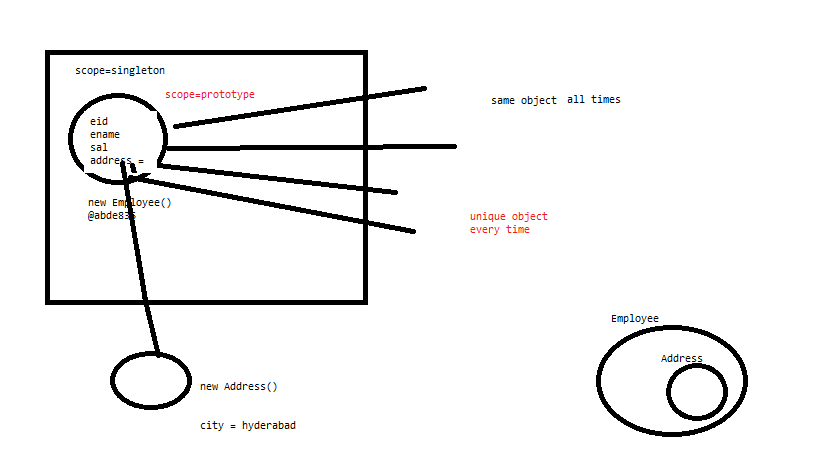 scope=singleton
scope=prototype
same object all times
eid
ename
sal
address =
new Employee()
@abde835
unique object
every time
Employee
Address
new Address()
city = hyderabad